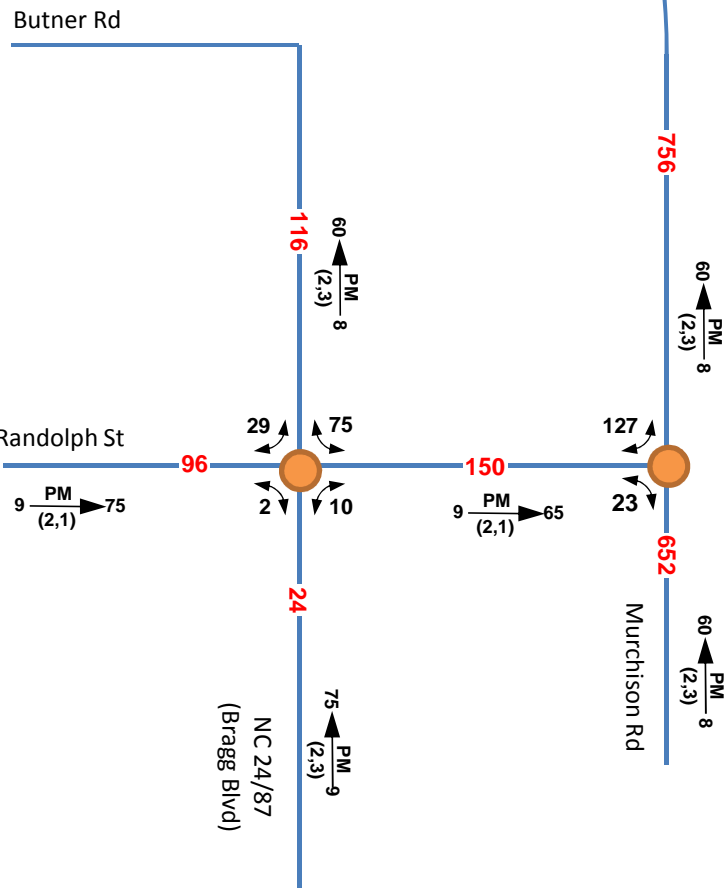 Butner Rd
756
116
60
PM
(2,3)
8
60
PM
(2,3)
8
29
75
127
Randolph St
96
150
9
PM
(2,1)
75
2
10
9
PM
(2,1)
65
23
652
24
Murchison Rd
60
PM
(2,3)
8
NC 24/87
(Bragg Blvd)
75
PM
(2,3)
9